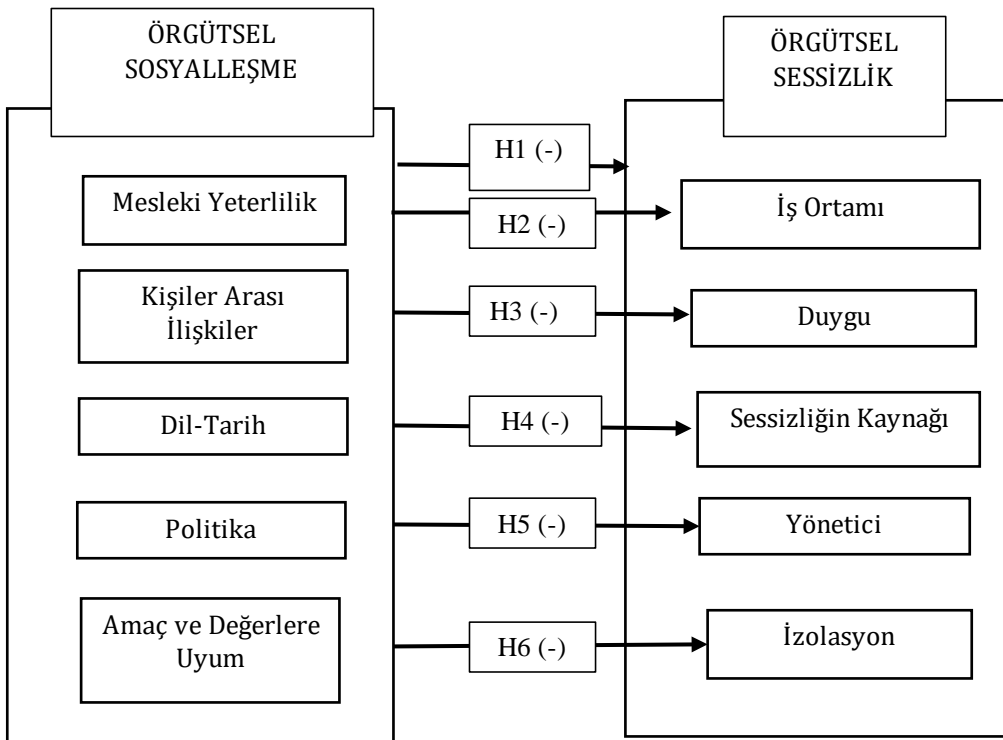 ÖRGÜTSEL
SOSYALLEŞME
Mesleki Yeterlilik
Kişiler Arası
İlişkiler
Dil-Tarih
Politika
Amaç ve Değerlere
Uyum
H1 (-)
H2 (-)
H3 (-)
H4 (-)
H5 (-)
H6 (-)
ÖRGÜTSEL
SESSİZLİK
İş Ortamı
Duygu
Sessizliğin Kaynağı
Yönetici
İzolasyon